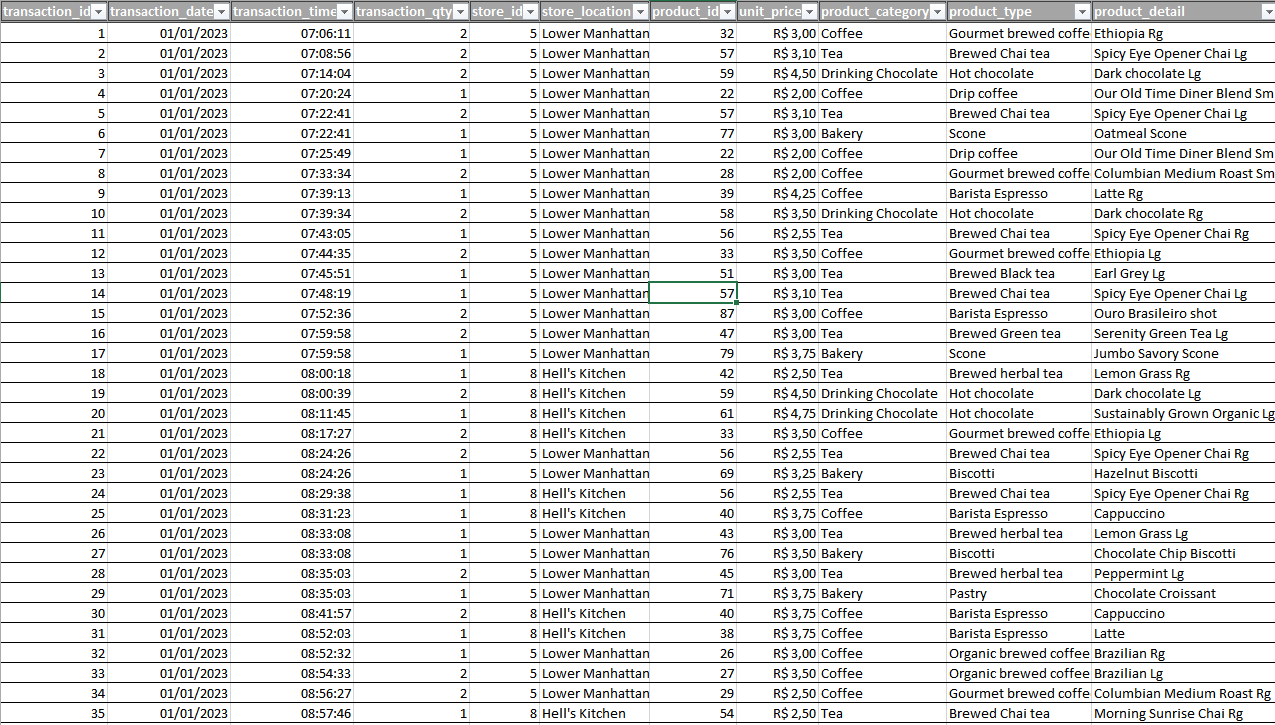 transaction_id transaction_date transaction_time transaction_qty store_id store_location product_id unit_price product_category product_type product_detail
1 01/01/2023 07:06:11 2 5 Lower Manhattan 32 R$ 3,00 Coffee Gourmet brewed coffe Ethiopia Rg
2 01/01/2023 07:08:56 2 5 Lower Manhattan 57 R$ 3,10 Tea Brewed Chai tea Spicy Eye Opener Chai Lg
3 01/01/2023 07:14:04 2 5 Lower Manhattan 59 R$ 4,50 Drinking Chocolate Hot chocolate Dark chocolate Lg
4 01/01/2023 07:20:24 1 5 Lower Manhattan 22 R$ 2,00 Coffee Drip coffee Our Old Time Diner Blend Sm
5 01/01/2023 07:22:41 2 5 Lower Manhattan 57 R$ 3,10 Tea Brewed Chai tea Spicy Eye Opener Chai Lg
6 01/01/2023 07:22:41 1 5 Lower Manhattan 77 R$ 3,00 Bakery Scone Oatmeal Scone
7 01/01/2023 07:25:49 1 5 Lower Manhattan 22 R$ 2,00 Coffee Drip coffee Our Old Time Diner Blend Sm
8 01/01/2023 07:33:34 2 5 Lower Manhattan 28 R$ 2,00 Coffee Gourmet brewed coffe Columbian Medium Roast Sm
9 01/01/2023 07:39:13 1 5 Lower Manhattan 39 R$ 4,25 Coffee Barista Espresso Latte Rg
10 01/01/2023 07:39:34 2 5 Lower Manhattan 58 R$ 3,50 Drinking Chocolate Hot chocolate Dark chocolate Rg
11 01/01/2023 07:43:05 1 5 Lower Manhattan 56 R$ 2,55 Tea Brewed Chai tea Spicy Eye Opener Chai Rg
12 01/01/2023 07:44:35 2 5 Lower Manhattan 33 R$ 3,50 Coffee Gourmet brewed coffe Ethiopia Lg
13 01/01/2023 07:45:51 1 5 Lower Manhattan 51 R$ 3,00 Tea Brewed Black tea Earl Grey Lg
14 01/01/2023 07:48:19 1 5 Lower Manhattan 57 R$ 3,10 Tea Brewed Chai tea Spicy Eye Opener Chai Lg
15 01/01/2023 07:52:36 2 5 Lower Manhattan 87 R$ 3,00 Coffee Barista Espresso Ouro Brasileiro shot
16 01/01/2023 07:59:58 2 5 Lower Manhattan 47 R$ 3,00 Tea Brewed Green tea Serenity Green Tea Lg
17 01/01/2023 07:59:58 1 5 Lower Manhattan 79 R$ 3,75 Bakery Scone Jumbo Savory Scone
18 01/01/2023 08:00:18 1 8 Hell's Kitchen 42 R$ 2,50 Tea Brewed herbal tea Lemon Grass Rg
19 01/01/2023 08:00:39 2 8 Hell's Kitchen 59 R$ 4,50 Drinking Chocolate Hot chocolate Dark chocolate Lg
20 01/01/2023 08:11:45 1 8 Hell's Kitchen 61 R$ 4,75 Drinking Chocolate Hot chocolate Sustainably Grown Organic Lg
21 01/01/2023 08:17:27 2 8 Hell's Kitchen 33 R$ 3,50 Coffee Gourmet brewed coffe Ethiopia Lg
22 01/01/2023 08:24:26 2 5 Lower Manhattan 56 R$ 2,55 Tea Brewed Chai tea Spicy Eye Opener Chai Rg
23 01/01/2023 08:24:26 1 5 Lower Manhattan 69 R$ 3,25 Bakery Biscotti Hazelnut Biscotti
24 01/01/2023 08:29:38 1 8 Hell's Kitchen 56 R$ 2,55 Tea Brewed Chai tea Spicy Eye Opener Chai Rg
25 01/01/2023 08:31:23 1 8 Hell's Kitchen 40 R$ 3,75 Coffee Barista Espresso Cappuccino
26 01/01/2023 08:33:08 1 5 Lower Manhattan 43 R$ 3,00 Tea Brewed herbal tea Lemon Grass Lg
27 01/01/2023 08:33:08 1 5 Lower Manhattan 76 R$ 3,50 Bakery Biscotti Chocolate Chip Biscotti
28 01/01/2023 08:35:03 2 5 Lower Manhattan 45 R$ 3,00 Tea Brewed herbal tea Peppermint Lg
29 01/01/2023 08:35:03 1 5 Lower Manhattan 71 R$ 3,75 Bakery Pastry Chocolate Croissant
30 01/01/2023 08:41:57 2 8 Hell's Kitchen 40 R$ 3,75 Coffee Barista Espresso Cappuccino
31 01/01/2023 08:52:03 1 8 Hell's Kitchen 38 R$ 3,75 Coffee Barista Espresso Latte
32 01/01/2023 08:52:32 1 5 Lower Manhattan 26 R$ 3,00 Coffee Organic brewed coffee Brazilian Rg
33 01/01/2023 08:54:33 2 5 Lower Manhattan 27 R$ 3,50 Coffee Organic brewed coffee Brazilian Lg
34 01/01/2023 08:56:27 2 5 Lower Manhattan 29 R$ 2,50 Coffee Gourmet brewed coffe Columbian Medium Roast Rg
35 01/01/2023 08:57:46 1 8 Hell's Kitchen 54 R$ 2,50 Tea Brewed Chai tea Morning Sunrise Chai Rg